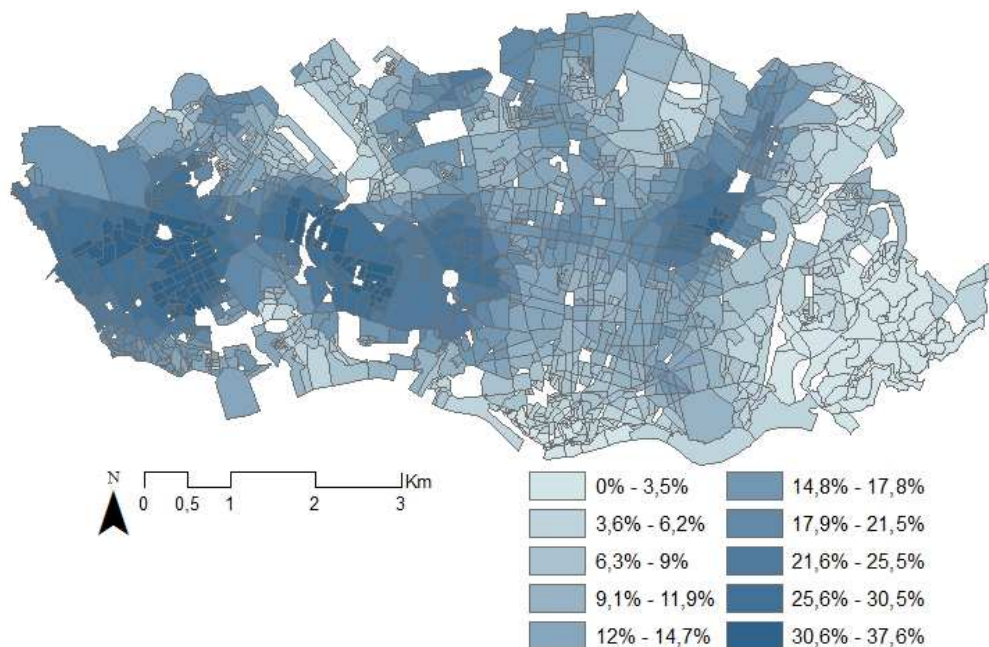 N
0 0,5 1 2 3 Km
0% - 3,5%
3,6% - 6,2%
6,3% - 9%
9,1% - 11,9%
12% - 14,7%
14,8% - 17,8%
17,9% - 21,5%
21,6% - 25,5%
25,6% - 30,5%
30,6% - 37,6%